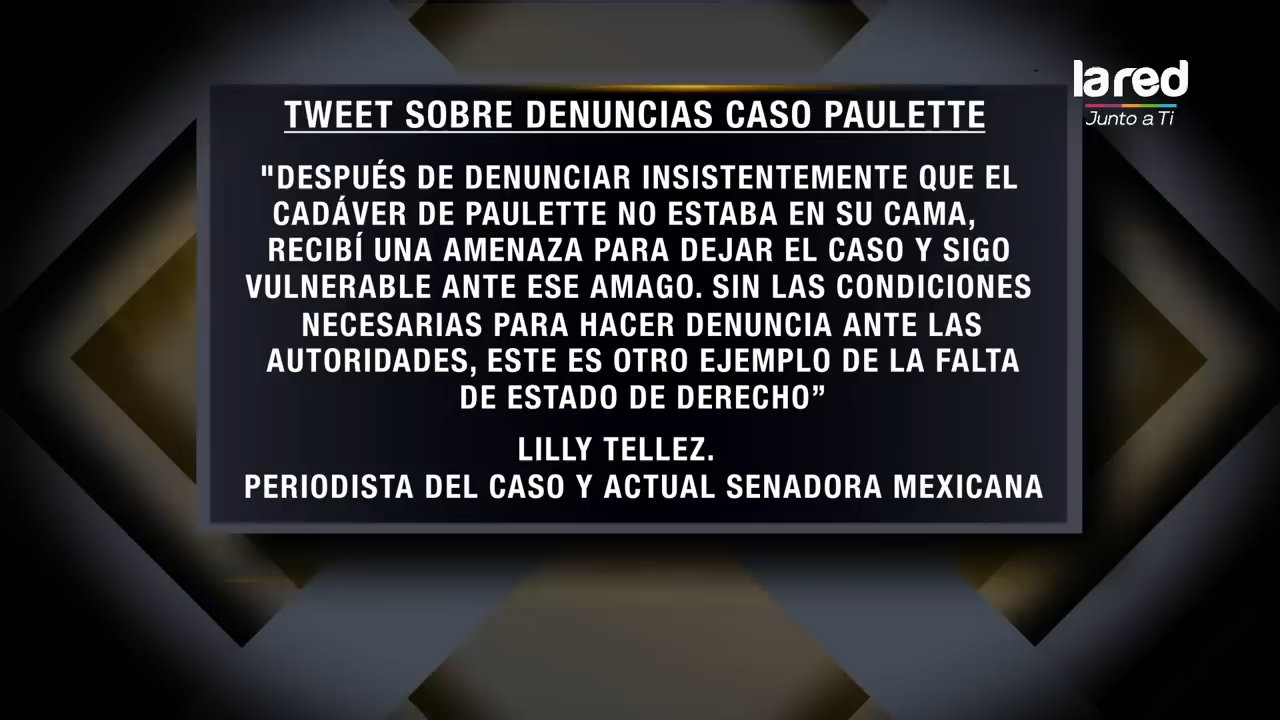 lared
Junto a Ti
TWEET SOBRE DENUNCIAS CASO PAULETTE
"DESPUÉS DE DENUNCIAR INSISTENTEMENTE QUE EL
CADÁVER DE PAULETTE NO ESTABA EN SU CAMA,
RECIBÍ UNA AMENAZA PARA DEJAR EL CASO Y SIGO
VULNERABLE ANTE ESE AMAGO. SIN LAS CONDICIONES
NECESARIAS PARA HACER DENUNCIA ANTE LAS
AUTORIDADES, ESTE ES OTRO EJEMPLO DE LA FALTA
DE ESTADO DE DERECHO”
LILLY TELLEZ.
PERIODISTA DEL CASO Y ACTUAL SENADORA MEXICANA